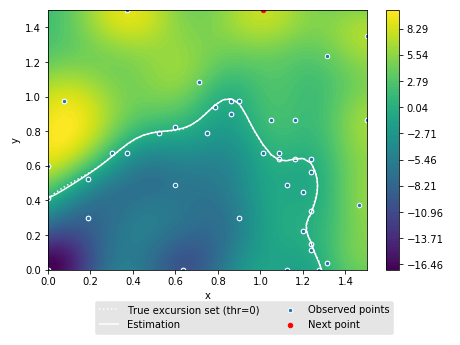 1.4
1.2
1.0
0.8
0.6
0.4
0.2
0.0
y
0.0 0.2 0.4 0.6 0.8 1.0 1.2 1.4
x
8.29
5.54
2.79
0.04
−2.71
−5.46
−8.21
−10.96
−13.71
−16.46
True excursion set (thr=0)
Estimation
Observed points
Next point